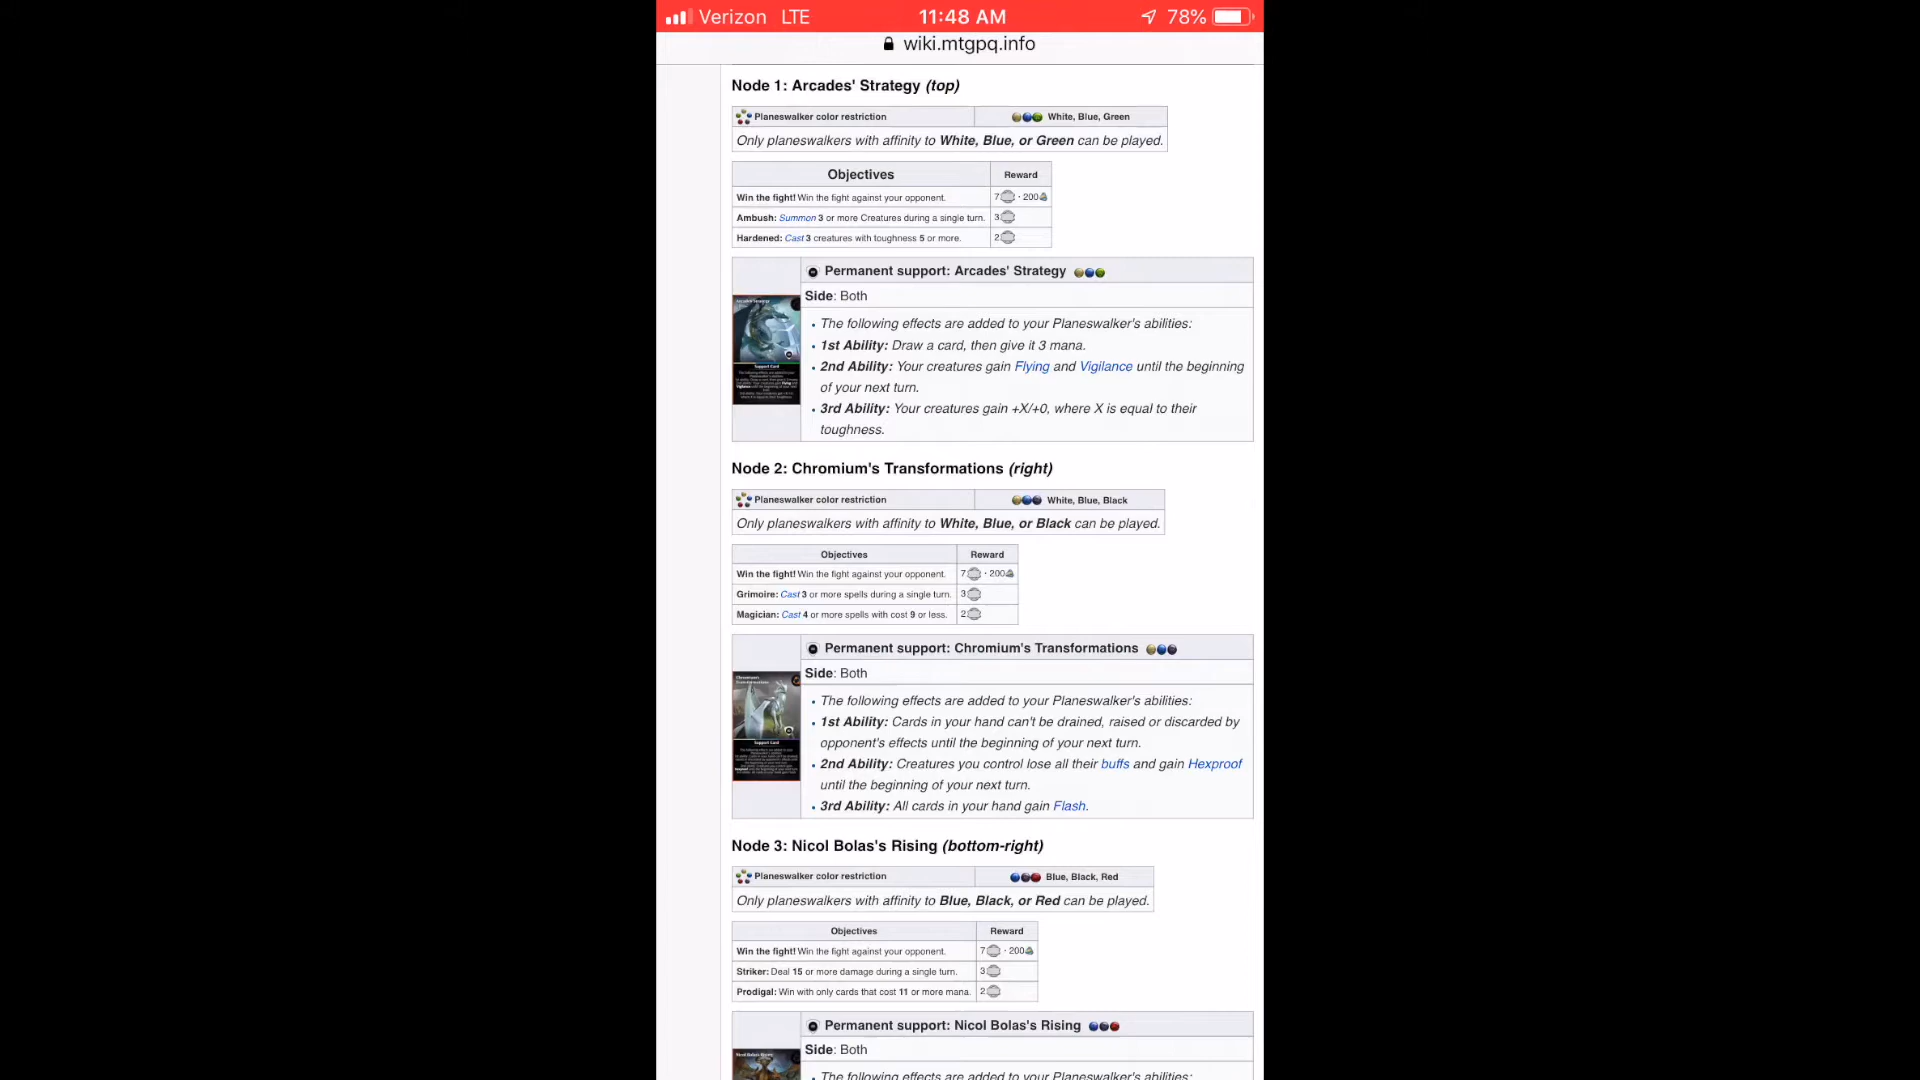 Verizon LTE 11:48 AM 78%
wiki.mtgpq.info
Node 1: Arcades' Strategy (top)
Planeswalker color restriction White, Blue, Green
Only planeswalkers with affinity to White, Blue, or Green can be played.
Objectives Reward
Win the fight! Win the fight against your opponent. 7 · 200
Ambush: Summon 3 or more Creatures during a single turn. 3
Hardened: Cast 3 creatures with toughness 5 or more. 2
Permanent support: Arcades' Strategy
Side: Both
• The following effects are added to your Planeswalker's abilities:
• 1st Ability: Draw a card, then give it 3 mana.
• 2nd Ability: Your creatures gain Flying and Vigilance until the beginning
of your next turn.
• 3rd Ability: Your creatures gain +X/+0, where X is equal to their
toughness.
Node 2: Chromium's Transformations (right)
Planeswalker color restriction White, Blue, Black
Only planeswalkers with affinity to White, Blue, or Black can be played.
Objectives Reward
Win the fight! Win the fight against your opponent. 7 · 200
Grimoire: Cast 3 or more spells during a single turn. 3
Magician: Cast 4 or more spells with cost 9 or less. 2
Permanent support: Chromium's Transformations
Side: Both
• The following effects are added to your Planeswalker's abilities:
• 1st Ability: Cards in your hand can't be drained, raised or discarded by
opponent's effects until the beginning of your next turn.
• 2nd Ability: Creatures you control lose all their buffs and gain Hexproof
until the beginning of your next turn.
• 3rd Ability: All cards in your hand gain Flash.
Node 3: Nicol Bolas's Rising (bottom-right)
Planeswalker color restriction Blue, Black, Red
Only planeswalkers with affinity to Blue, Black, or Red can be played.
Objectives Reward
Win the fight! Win the fight against your opponent. 7 · 200
Striker: Deal 15 or more damage during a single turn. 3
Prodigal: Win with only cards that cost 11 or more mana. 2
Permanent support: Nicol Bolas's Rising
Side: Both
• The following effects are added to your Planeswalker's abilities: